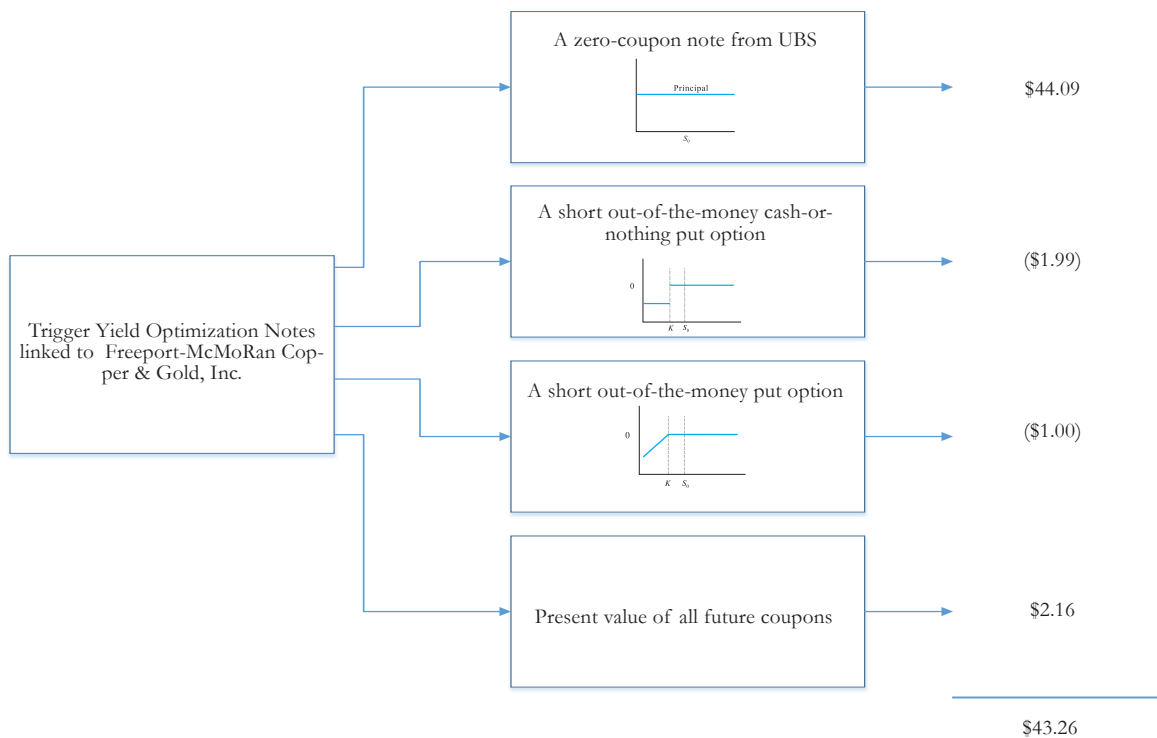 A zero-coupon note from UBS
Principal
S0
$44.09
A short out-of-the-money cash-or-
nothing put option
0
K
S0
($1.99)
Trigger Yield Optimization Notes
linked to Freeport-McMoRan Cop-
per & Gold, Inc.
A short out-of-the-money put option
0
K
S0
($1.00)
Present value of all future coupons
$2.16
$43.26